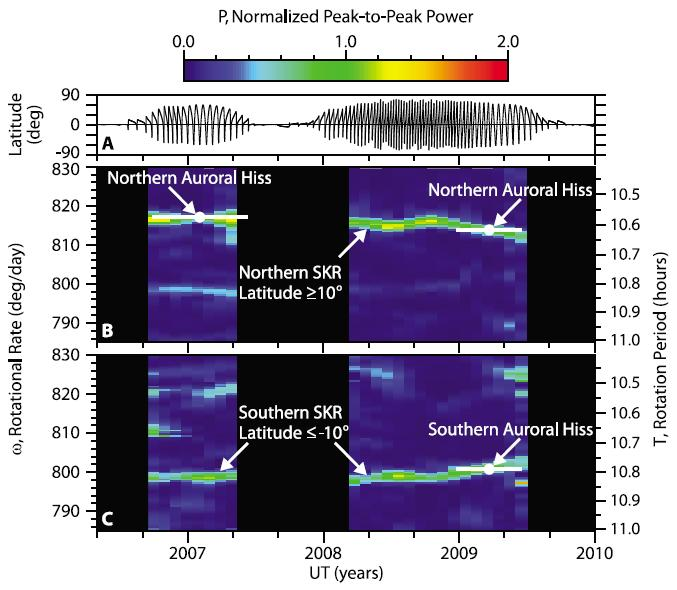 P, Normalized Peak-to-Peak Power
0.0 1.0 2.0
Latitude
(deg)
90
0
-90
A
830
820
810
800
790
B
Northern Auroral Hiss
Northern Auroral Hiss
Northern SKR
Latitude ≥10°
10.5
10.6
10.7
10.8
10.9
11.0
ω, Rotational Rate (deg/day)
T, Rotation Period (hours)
830
820
810
800
790
C
Southern SKR
Latitude ≤-10°
Southern Auroral Hiss
10.5
10.6
10.7
10.8
10.9
11.0
2007 2008 2009 2010
UT (years)